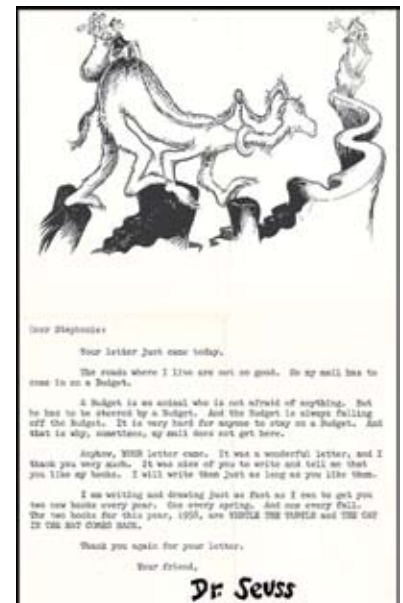 Dear Stephanie:
Your letter just came today.
The roads where I live are not so good. So my mail has to
come in on a Budget.
A Budget is an animal who is not afraid of anything. But
he has to be steered by a Nudget. And the Nudget is always falling
off the Budget. It is very hard for anyone to stay on a Budget. And
that is why, sometimes, my mail does not get here.
Anyhow, YOUR letter came. It was a wonderful letter, and I
thank you very much. It was nice of you to write and tell me that
you like my books. I will write them just as long as you like them.
I am writing and drawing just as fast as I can to get you
two new books every year. One every spring. And one every fall.
The two books for this year, 1958, are YERTLE THE TURTLE and THE CAT
IN THE HAT COMES BACK.
Thank you again for your letter.
Your friend,
Dr. Seuss